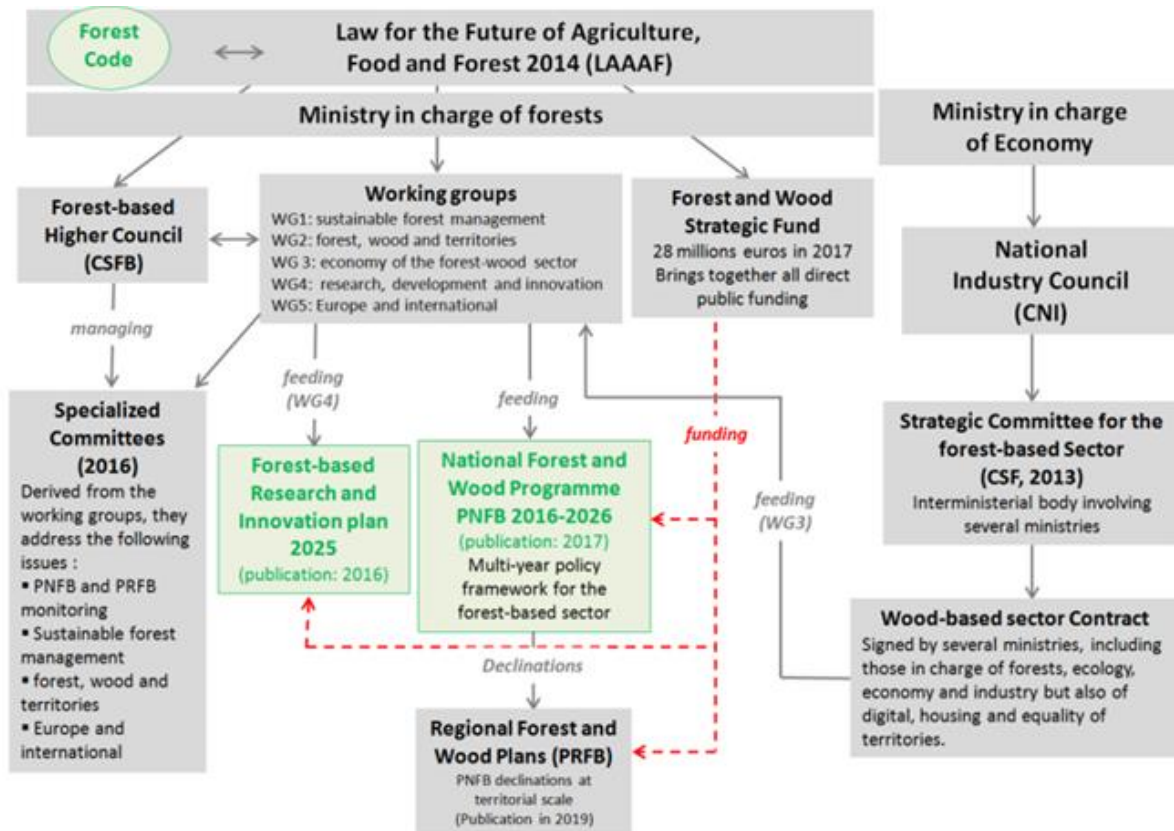 Forest
Code
Law for the Future of Agriculture,
Food and Forest 2014 (LAAAF)
Ministry in charge of forests
Ministry in charge
of Economy
Forest-based
Higher Council
(CSFB)
Working groups
WG1: sustainable forest management
WG2: forest, wood and territories
WG 3: economy of the forest-wood sector
WG4: research, development and innovation
WG5: Europe and international
Forest and Wood
Strategic Fund
28 millions euros in 2017
Brings together all direct
public funding
National
Industry Council
(CNI)
managing
feeding
(WG4)
feeding
funding
feeding
(WG3)
Specialized
Committees
(2016)
Derived from the
working groups, they
address the following
issues :
▪ PNFB and PRFB
monitoring
▪ Sustainable forest
management
▪ forest, wood and
territories
▪ Europe and
international
Forest-based
Research and
Innovation plan
2025
(publication: 2016)
National Forest and
Wood Programme
PNFB 2016-2026
(publication: 2017)
Multi-year policy
framework for the
forest-based sector
Strategic Committee for the
forest-based Sector
(CSF, 2013)
Interministerial body involving
several ministries
Declinations
Wood-based sector Contract
Signed by several ministries, including
those in charge of forests, ecology,
economy and industry but also of
digital, housing and equality of
territories.
Regional Forest and
Wood Plans (PRFB)
PNFB declinations at
territorial scale
(Publication in 2019)